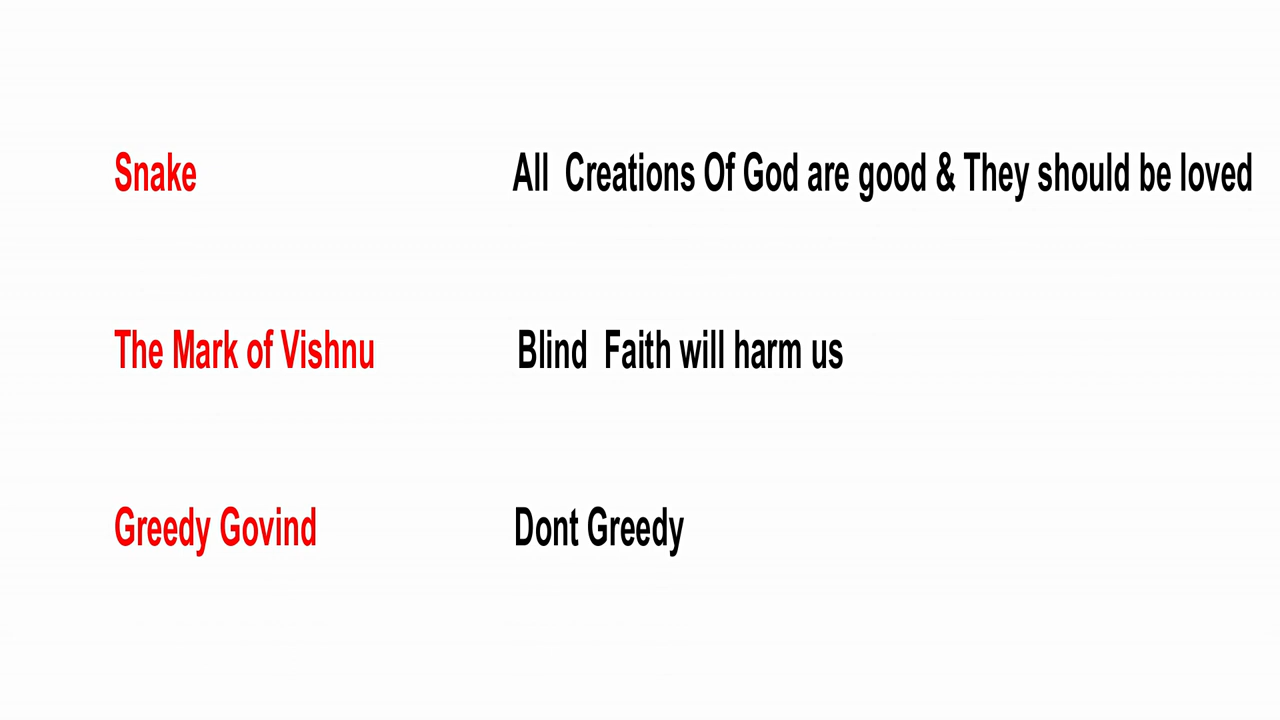 Snake All Creations Of God are good & They should be loved
The Mark of Vishnu Blind Faith will harm us
Greedy Govind Dont Greedy